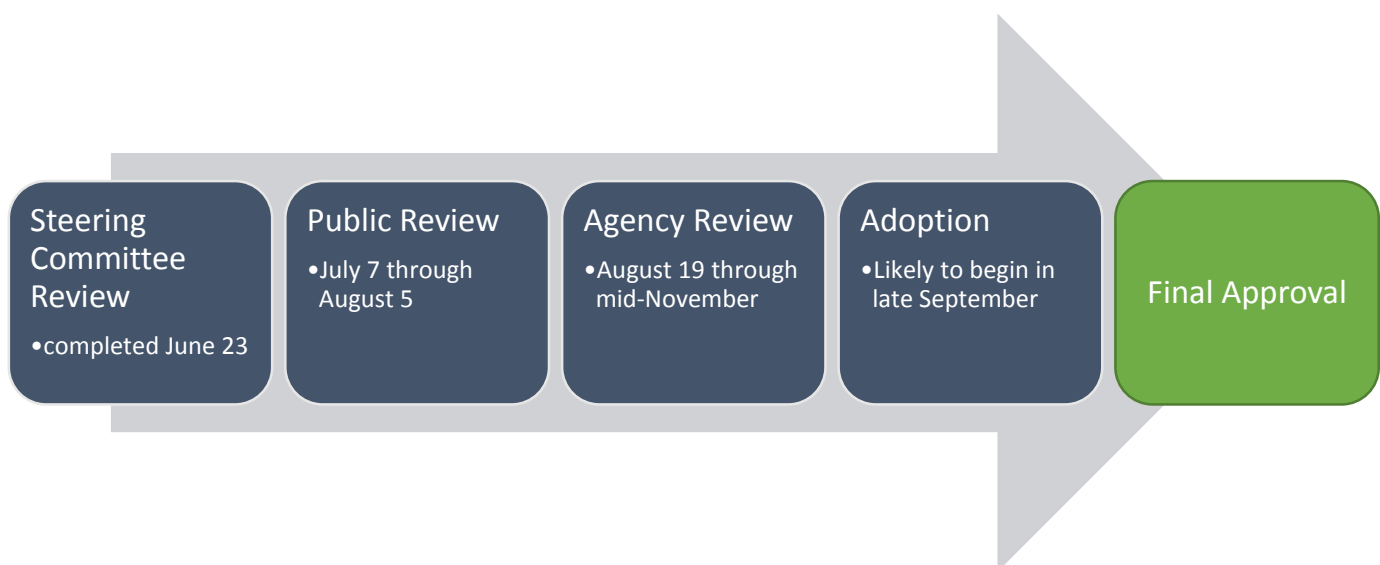 Steering
Committee
Review
•completed June 23
Public Review
•July 7 through
August 5
Agency Review
•August 19 through
mid-November
Adoption
•Likely to begin in
late September
Final Approval